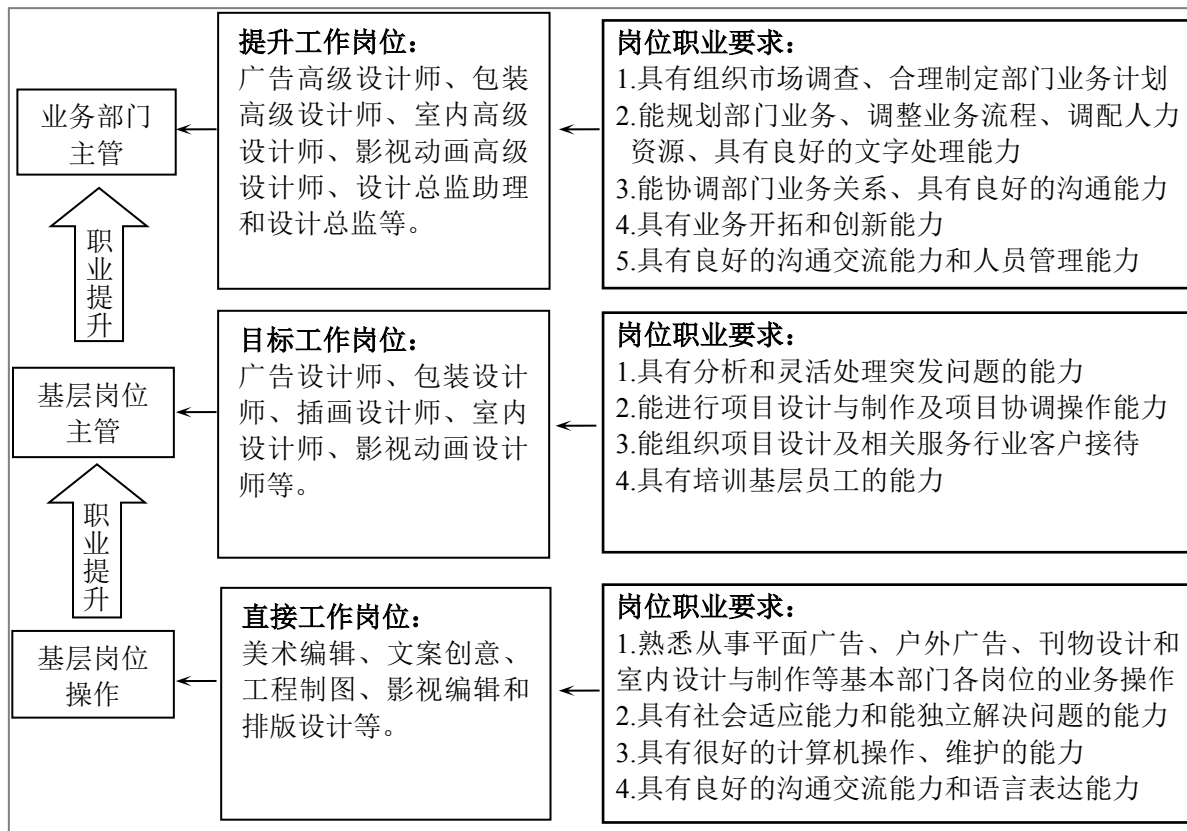 业务部门
主管
提升工作岗位：
广告高级设计师、包装
高级设计师、室内高级
设计师、影视动画高级
设计师、设计总监助理
和设计总监等。
岗位职业要求：
1.具有组织市场调查、合理制定部门业务计划
2.能规划部门业务、调整业务流程、调配人力
资源、具有良好的文字处理能力
3.能协调部门业务关系、具有良好的沟通能力
4.具有业务开拓和创新能力
5.具有良好的沟通交流能力和人员管理能力
职业提升
基层岗位
主管
目标工作岗位：
广告设计师、包装设计
师、插画设计师、室内
设计师、影视动画设计
师等。
岗位职业要求：
1.具有分析和灵活处理突发问题的能力
2.能进行项目设计与制作及项目协调操作能力
3.能组织项目设计及相关服务行业客户接待
4.具有培训基层员工的能力
职业提升
基层岗位
操作
直接工作岗位：
美术编辑、文案创意、
工程制图、影视编辑和
排版设计等。
岗位职业要求：
1.熟悉从事平面广告、户外广告、刊物设计和
室内设计与制作等基本部门各岗位的业务操作
2.具有社会适应能力和能独立解决问题的能力
3.具有很好的计算机操作、维护的能力
4.具有良好的沟通交流能力和语言表达能力